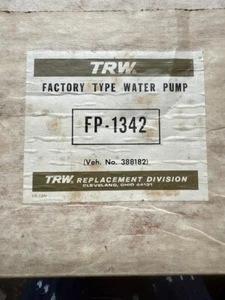 TRW
FACTORY TYPE WATER PUMP
FP-1342
(Veh. No. 388182)
TRW REPLACEMENT DIVISION
CLEVELAND, OHIO 44131